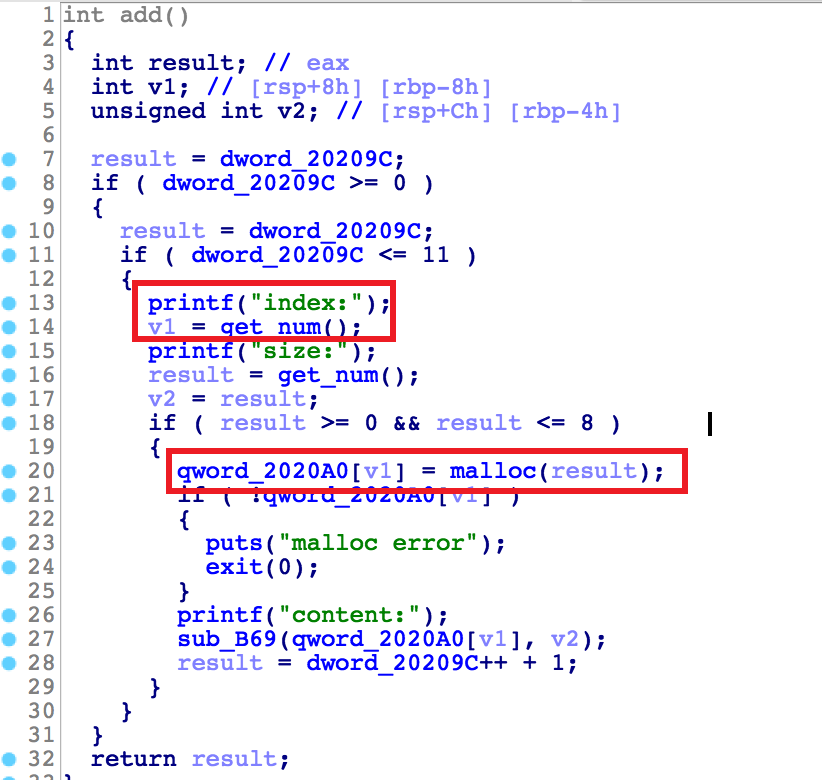 1 int add()
2 {
3   int result; // eax
4   int v1; // [rsp+8h] [rbp-8h]
5   unsigned int v2; // [rsp+Ch] [rbp-4h]
6
7   result = dword_20209C;
8   if ( dword_20209C >= 0 )
9   {
10     result = dword_20209C;
11     if ( dword_20209C <= 11 )
12     {
13       printf("index:");
14       v1 = get_num();
15       printf("size:");
16       result = get_num();
17       v2 = result;
18       if ( result >= 0 && result <= 8 )
19       {
20         qword_2020A0[v1] = malloc(result);
21         if ( !qword_2020A0[v1] )
22         {
23           puts("malloc error");
24           exit(0);
25         }
26         printf("content:");
27         sub_B69(qword_2020A0[v1], v2);
28         result = dword_20209C++ + 1;
29       }
30     }
31   }
32   return result;